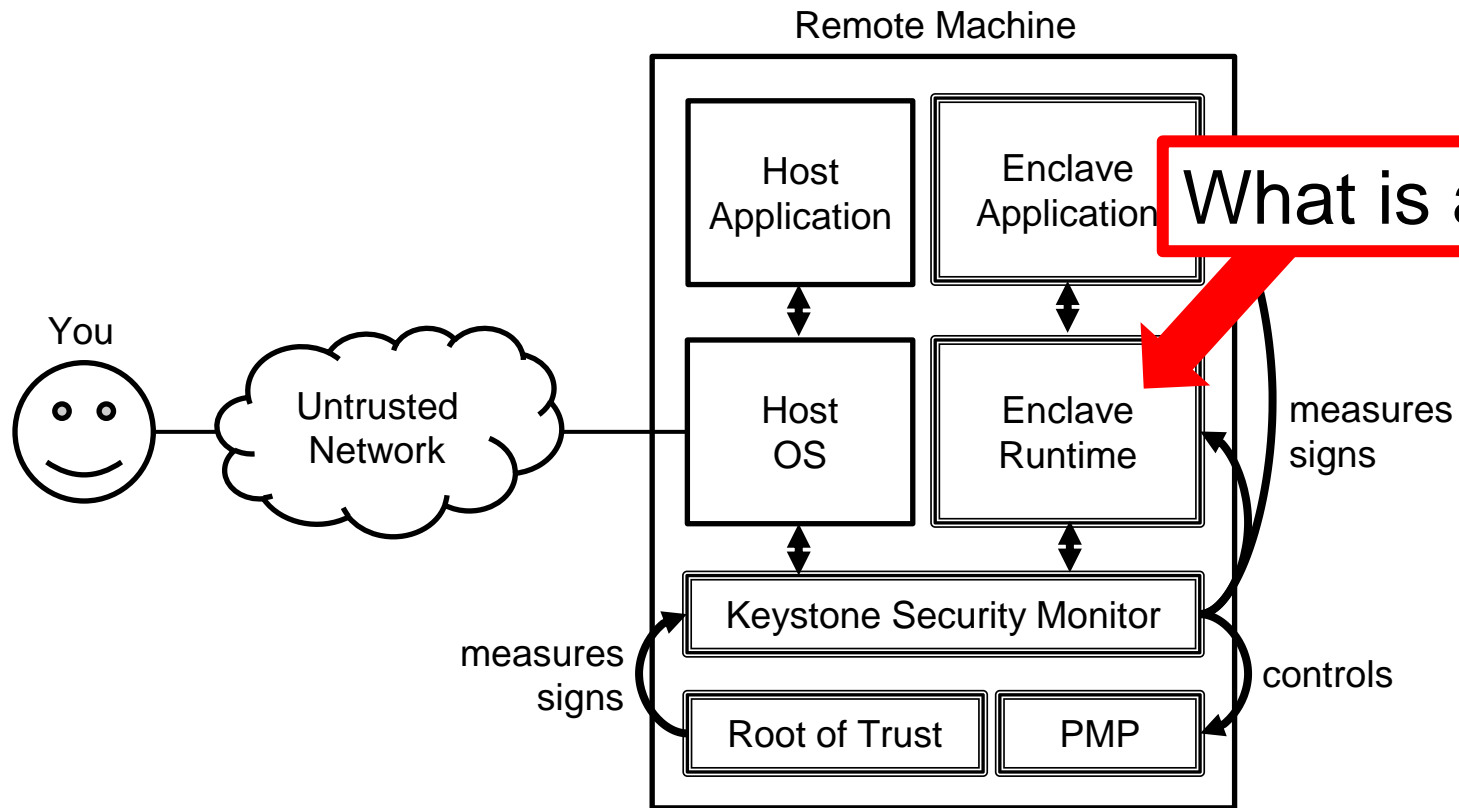 Remote Machine
Host
Application
Enclave
Application
What is a
You
Untrusted
Network
Host
OS
Enclave
Runtime
measures
signs
Keystone Security Monitor
measures
signs
controls
Root of Trust
PMP